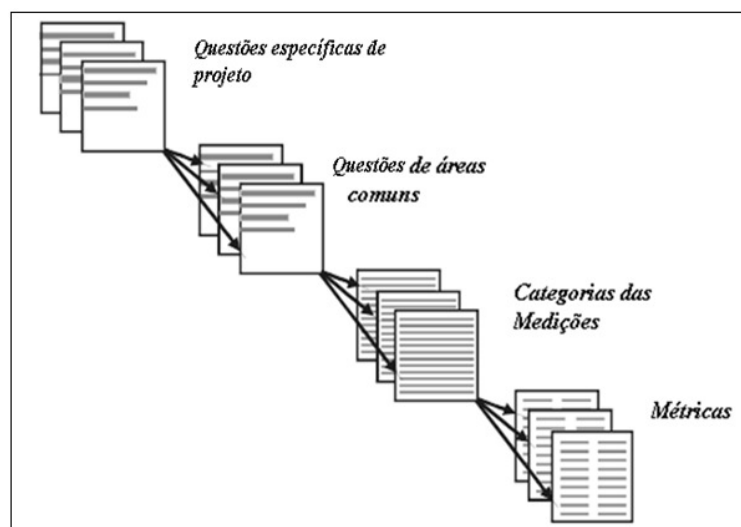 Questões específicas de
projeto
Questões de áreas
comuns
Categorias das
Medições
Métricas